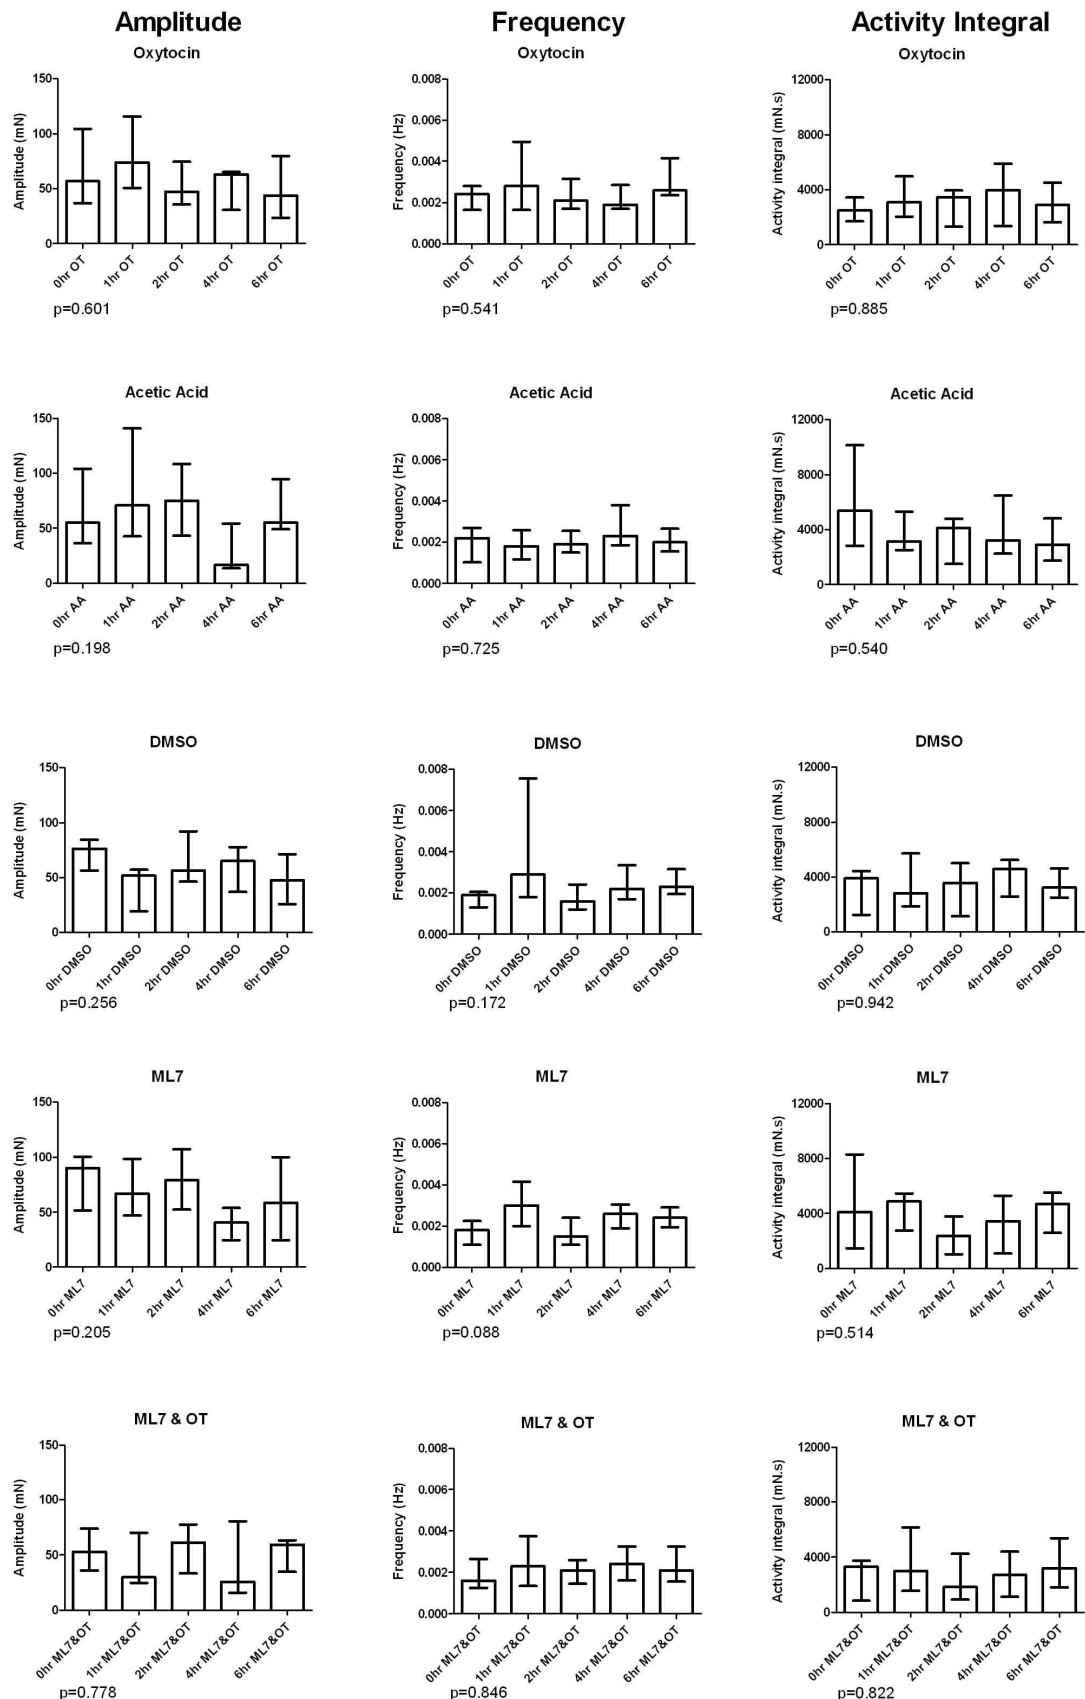 Amplitude Frequency Activity Integral
Oxytocin Oxytocin Oxytocin
Amplitude (mN) 150 100 50 0
0hr OT 1hr OT 2hr OT 4hr OT 6hr OT
p=0.601
Frequency (Hz) 0.008 0.006 0.004 0.002 0.000
0hr OT 1hr OT 2hr OT 4hr OT 6hr OT
p=0.541
Activity integral (mN.s) 12000 8000 4000 0
0hr OT 1hr OT 2hr OT 4hr OT 6hr OT
p=0.885
Acetic Acid Acetic Acid Acetic Acid
Amplitude (mN) 150 100 50 0
0hr AA 1hr AA 2hr AA 4hr AA 6hr AA
p=0.198
Frequency (Hz) 0.008 0.006 0.004 0.002 0.000
0hr AA 1hr AA 2hr AA 4hr AA 6hr AA
p=0.725
Activity integral (mN.s) 12000 8000 4000 0
0hr AA 1hr AA 2hr AA 4hr AA 6hr AA
p=0.540
DMSO DMSO DMSO
Amplitude (mN) 150 100 50 0
0hr DMSO 1hr DMSO 2hr DMSO 4hr DMSO 6hr DMSO
p=0.256
Frequency (Hz) 0.008 0.006 0.004 0.002 0.000
0hr DMSO 1hr DMSO 2hr DMSO 4hr DMSO 6hr DMSO
p=0.172
Activity integral (mN.s) 12000 8000 4000 0
0hr DMSO 1hr DMSO 2hr DMSO 4hr DMSO 6hr DMSO
p=0.942
ML7 ML7 ML7
Amplitude (mN) 150 100 50 0
0hr ML7 1hr ML7 2hr ML7 4hr ML7 6hr ML7
p=0.205
Frequency (Hz) 0.008 0.006 0.004 0.002 0.000
0hr ML7 1hr ML7 2hr ML7 4hr ML7 6hr ML7
p=0.088
Activity integral (mN.s) 12000 8000 4000 0
0hr ML7 1hr ML7 2hr ML7 4hr ML7 6hr ML7
p=0.514
ML7 & OT ML7 & OT ML7 & OT
Amplitude (mN) 150 100 50 0
0hr ML7&OT 1hr ML7&OT 2hr ML7&OT 4hr ML7&OT 6hr ML7&OT
p=0.778
Frequency (Hz) 0.008 0.006 0.004 0.002 0.000
0hr ML7&OT 1hr ML7&OT 2hr ML7&OT 4hr ML7&OT 6hr ML7&OT
p=0.846
Activity integral (mN.s) 12000 8000 4000 0
0hr ML7&OT 1hr ML7&OT 2hr ML7&OT 4hr ML7&OT 6hr ML7&OT
p=0.822